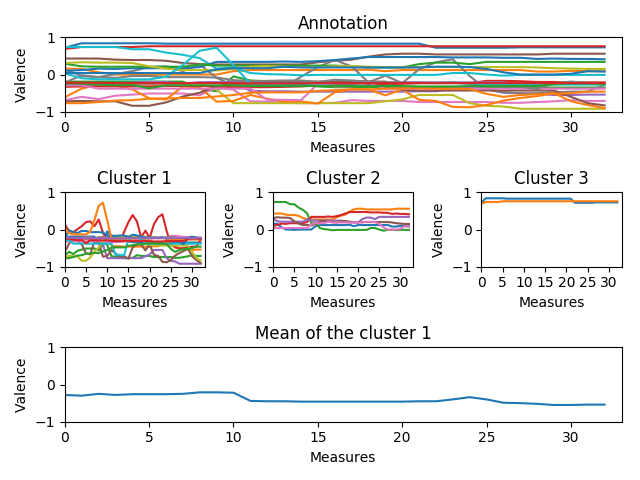 Annotation
1
0
−1
Valence
0 5 10 15 20 25 30
Measures
Cluster 1 Cluster 2 Cluster 3
1 1 1
0 0 0
−1 −1 −1
Valence Valence Valence
0 5 10 15 20 25 30 0 5 10 15 20 25 30 0 5 10 15 20 25 30
Measures Measures Measures
Mean of the cluster 1
1
0
−1
Valence
0 5 10 15 20 25 30
Measures